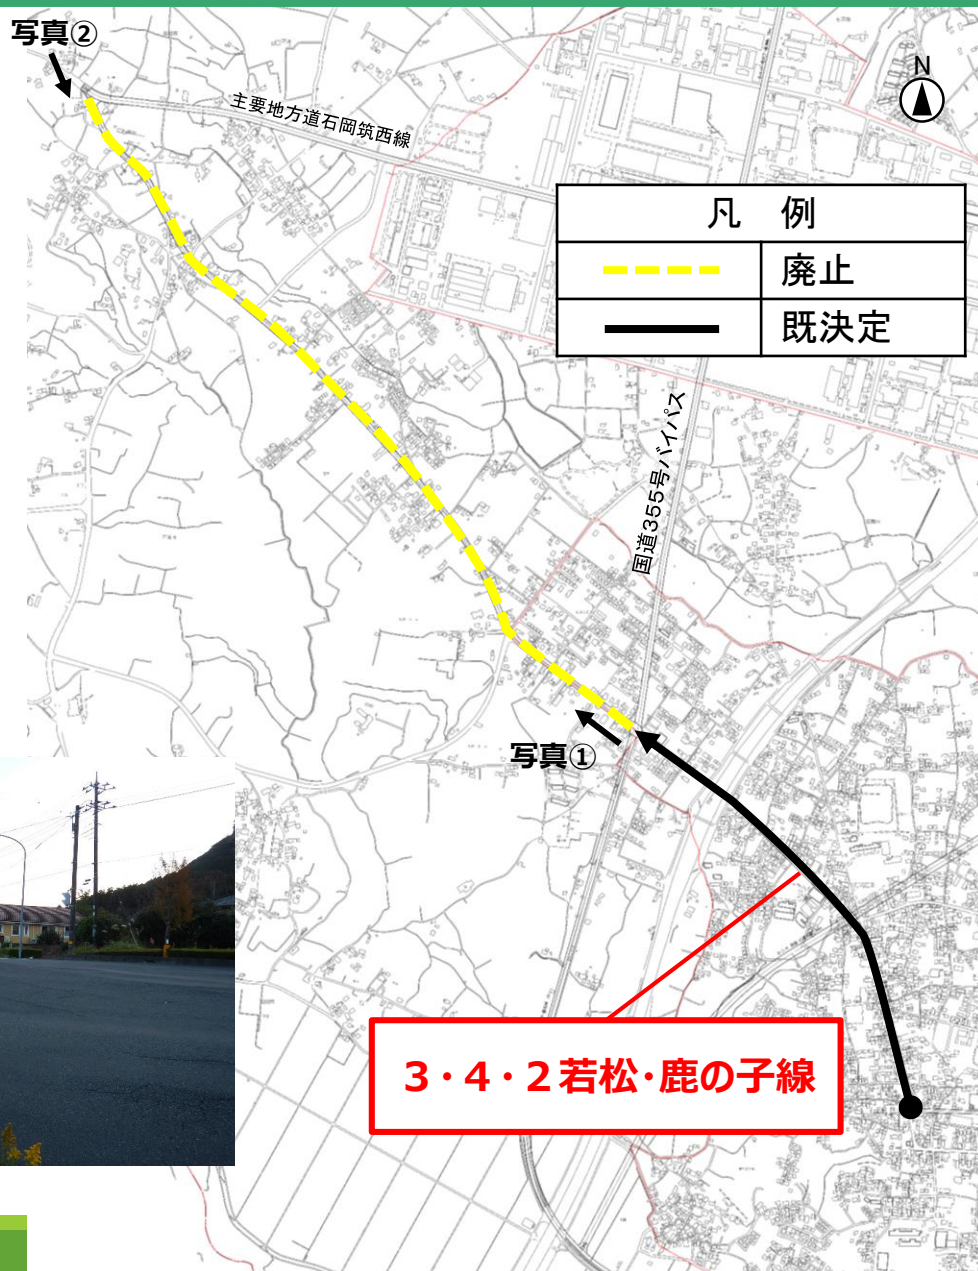 写真②
N
主要地方道石岡筑西線
凡 例
廃止
既決定
国道355号バイパス
写真①
3・4・2若松・鹿の子線